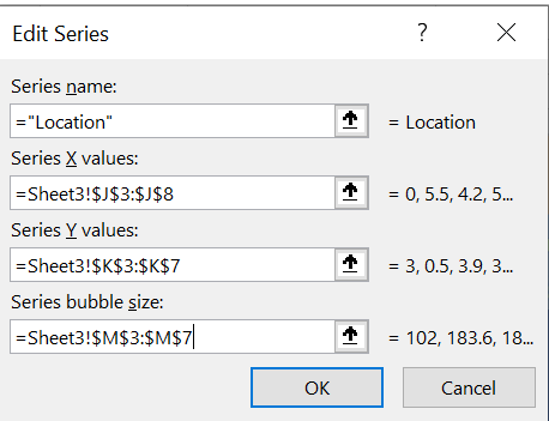 Edit Series ? ×
Series name:
="Location" = Location
Series X values:
=Sheet3!$J$3:$J$8 = 0, 5.5, 4.2, 5...
Series Y values:
=Sheet3!$K$3:$K$7 = 3, 0.5, 3.9, 3...
Series bubble size:
=Sheet3!$M$3:$M$7 = 102, 183.6, 18...
OK Cancel